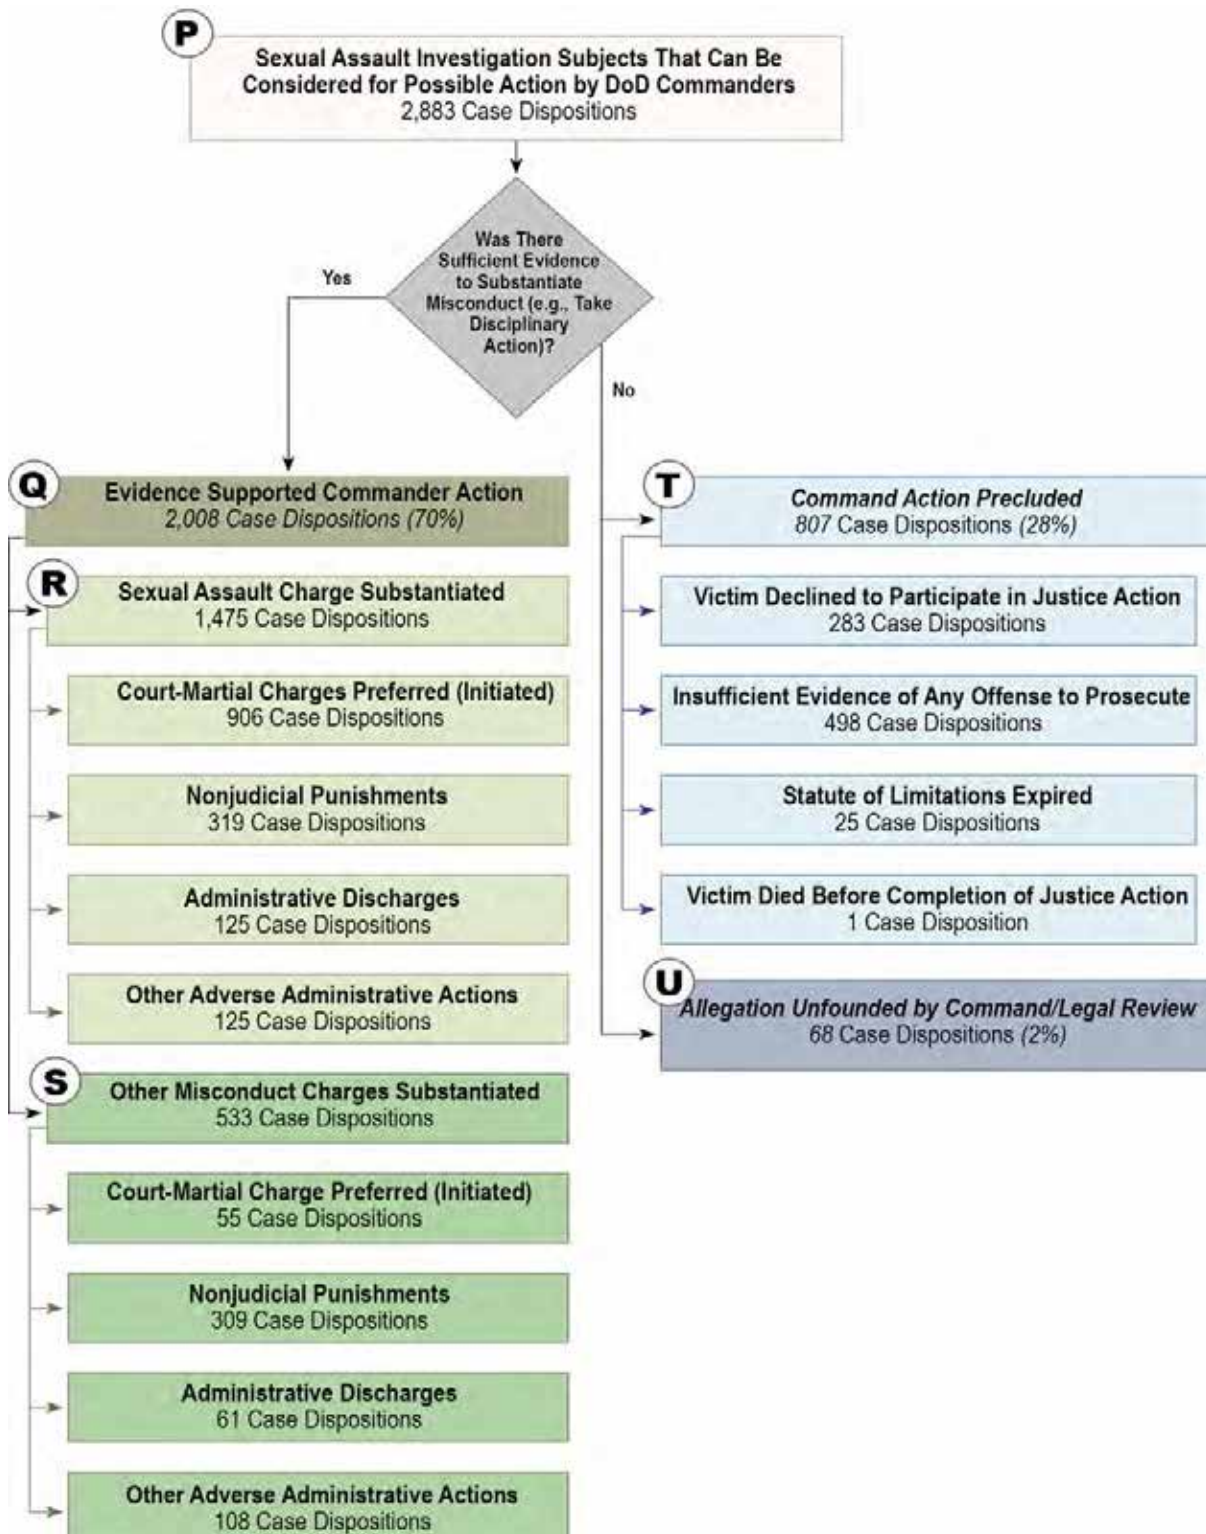 P
Sexual Assault Investigation Subjects That Can Be
Considered for Possible Action by DoD Commanders
2,883 Case Dispositions
Was There
Sufficient Evidence
to Substantiate
Misconduct (e.g., Take
Disciplinary
Action)?
Yes
No
Q
Evidence Supported Commander Action
2,008 Case Dispositions (70%)
R
Sexual Assault Charge Substantiated
1,475 Case Dispositions
Court-Martial Charges Preferred (Initiated)
906 Case Dispositions
Nonjudicial Punishments
319 Case Dispositions
Administrative Discharges
125 Case Dispositions
Other Adverse Administrative Actions
125 Case Dispositions
S
Other Misconduct Charges Substantiated
533 Case Dispositions
Court-Martial Charge Preferred (Initiated)
55 Case Dispositions
Nonjudicial Punishments
309 Case Dispositions
Administrative Discharges
61 Case Dispositions
Other Adverse Administrative Actions
108 Case Dispositions
T
Command Action Precluded
807 Case Dispositions (28%)
Victim Declined to Participate in Justice Action
283 Case Dispositions
Insufficient Evidence of Any Offense to Prosecute
498 Case Dispositions
Statute of Limitations Expired
25 Case Dispositions
Victim Died Before Completion of Justice Action
1 Case Disposition
U
Allegation Unfounded by Command/Legal Review
68 Case Dispositions (2%)